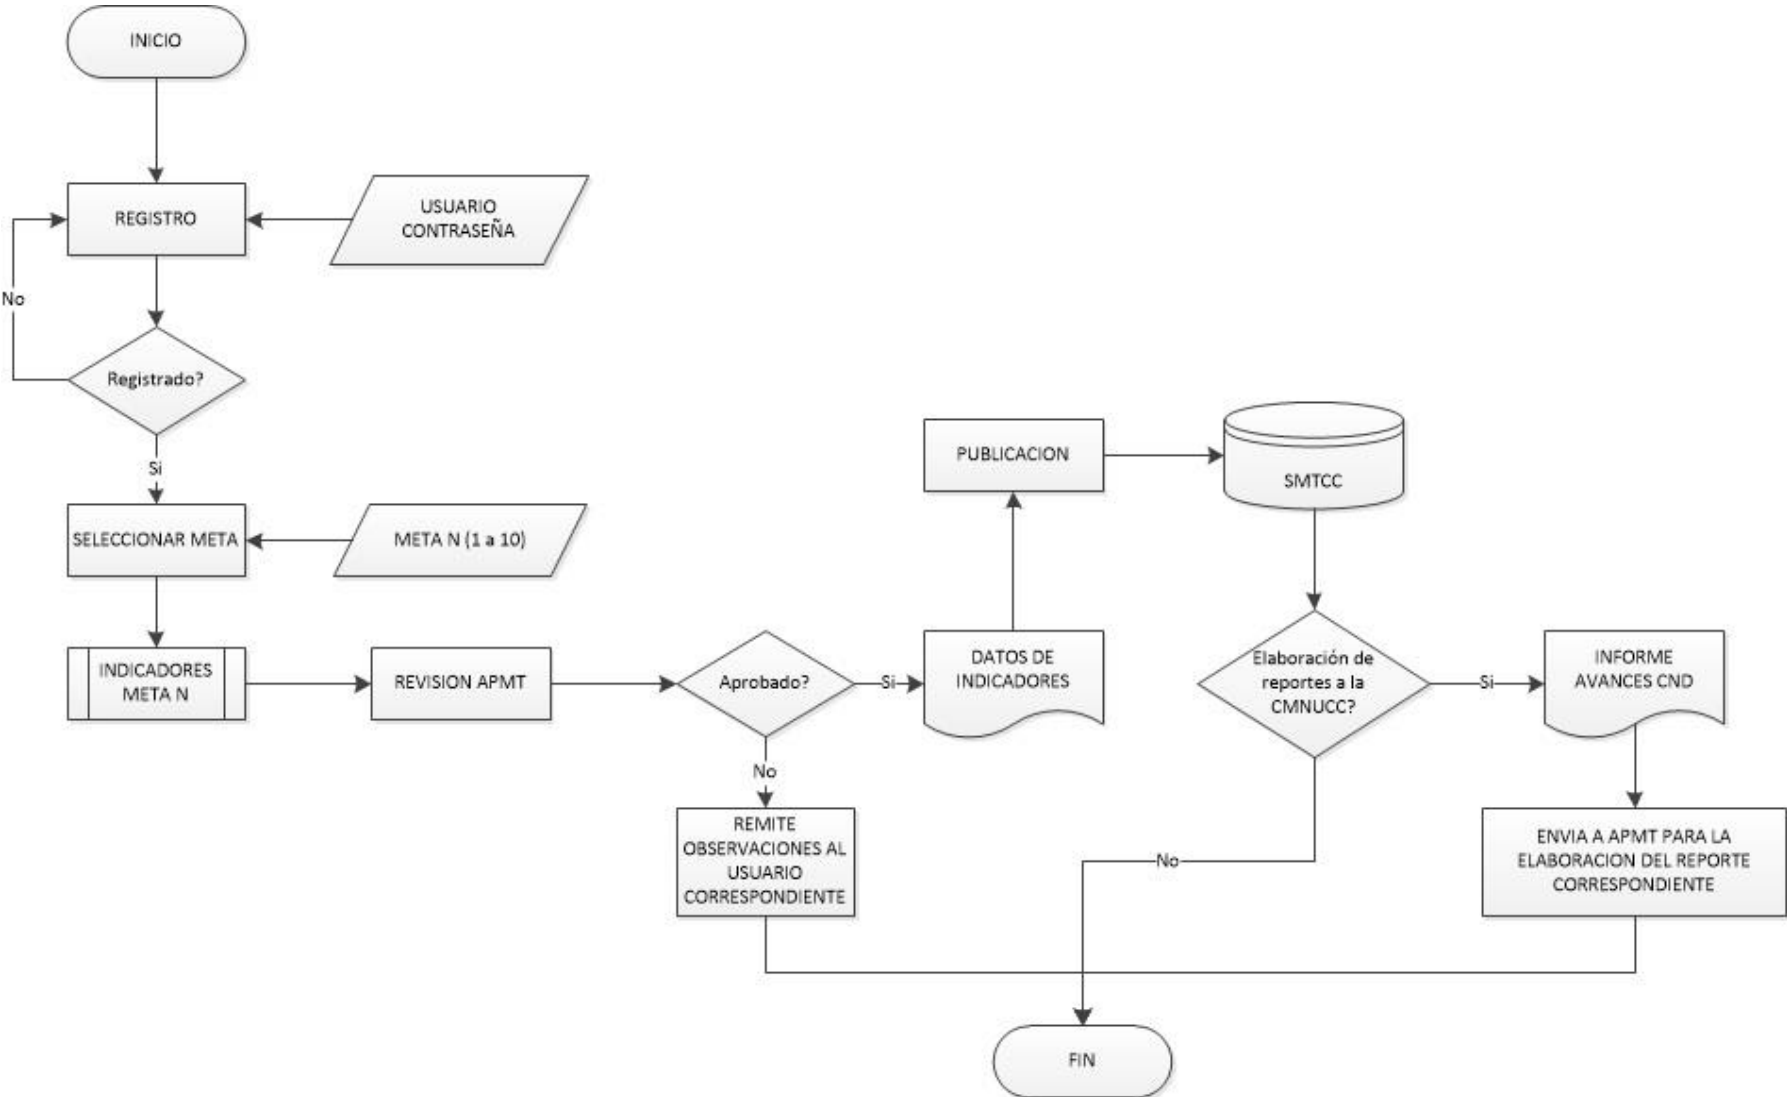 INICIO
REGISTRO
USUARIO
CONTRASEÑA
No
Registrado?
Si
SELECCIONAR META
META N (1 a 10)
INDICADORES
META N
REVISION APMT
Aprobado?
Si
No
REMITE
OBSERVACIONES AL
USUARIO
CORRESPONDIENTE
DATOS DE
INDICADORES
PUBLICACION
SMTCC
Elaboración de
reportes a la
CMNUCC?
Si
No
INFORME
AVANCES CND
ENVIA A APMT PARA LA
ELABORACION DEL REPORTE
CORRESPONDIENTE
FIN